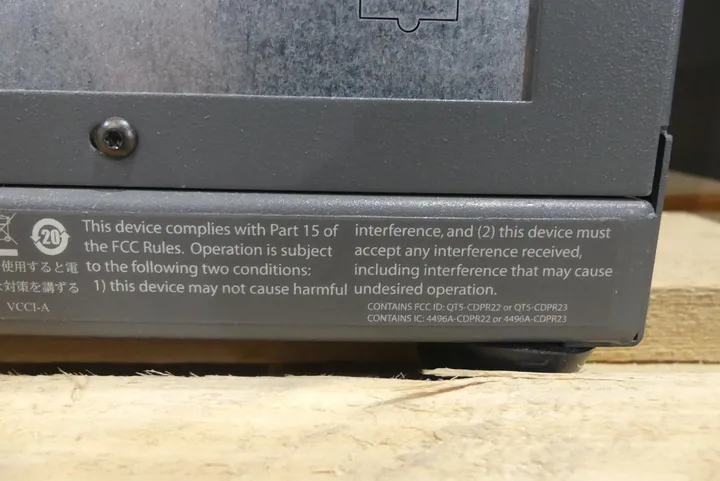 20
使用すると電
対策を講ずる
VCCI-A
This device complies with Part 15 of
the FCC Rules. Operation is subject
to the following two conditions:
1) this device may not cause harmful
interference, and (2) this device must
accept any interference received,
including interference that may cause
undesired operation.
CONTAINS FCC ID: QT5-CDPR22 or QT5-CDPR23
CONTAINS IC: 4496A-CDPR22 or 4496A-CDPR23